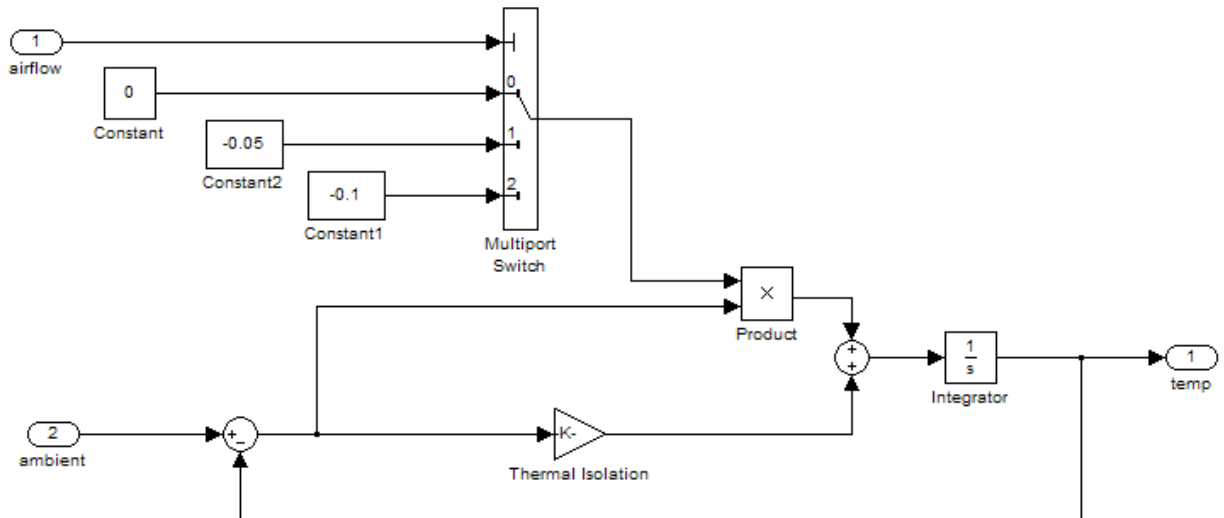 1
airflow
0
Constant
-0.05
Constant2
-0.1
Constant1
0
1
2
Multiport
Switch
×
Product
+
+
1
s
Integrator
1
temp
2
ambient
+
−
K-
Thermal Isolation